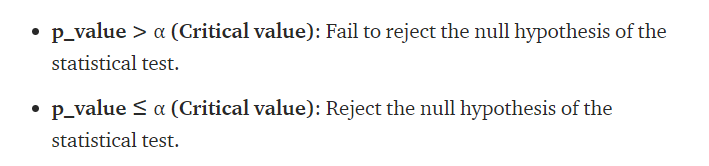 • p_value > α (Critical value): Fail to reject the null hypothesis of the
statistical test.
• p_value ≤ α (Critical value): Reject the null hypothesis of the
statistical test.